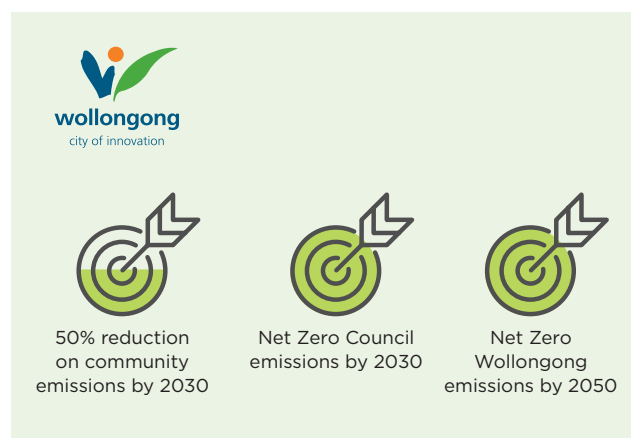 wollongong
city of innovation
50% reduction
on community
emissions by 2030
Net Zero Council
emissions by 2030
Net Zero
Wollongong
emissions by 2050